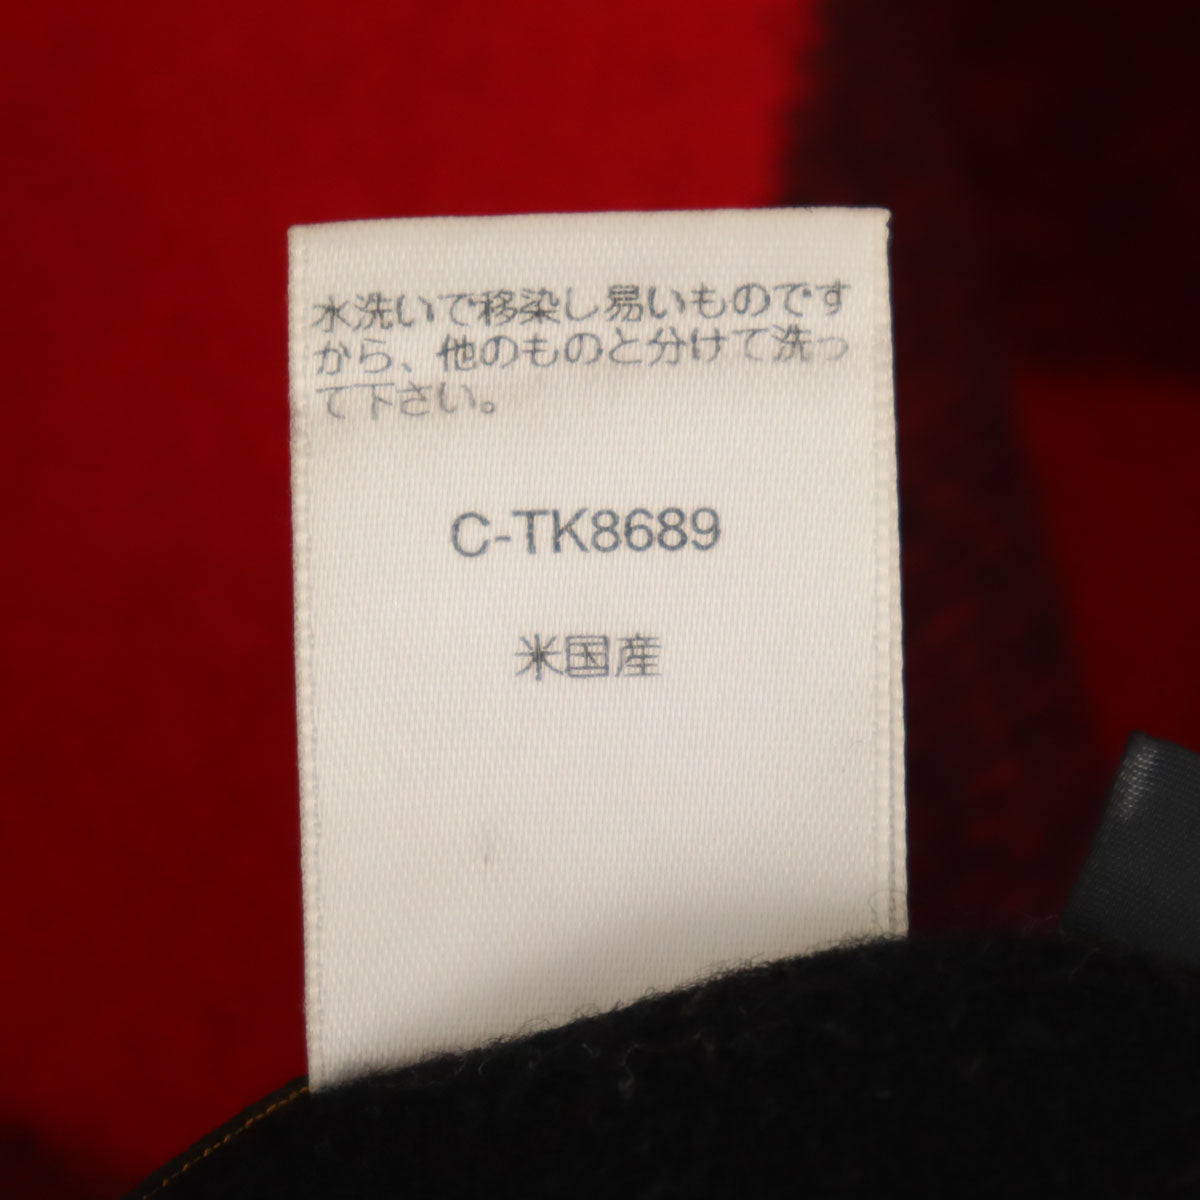 水洗いで移染し易いものです
から、他のものと分けて洗っ
て下さい。
C-TK8689
米国産